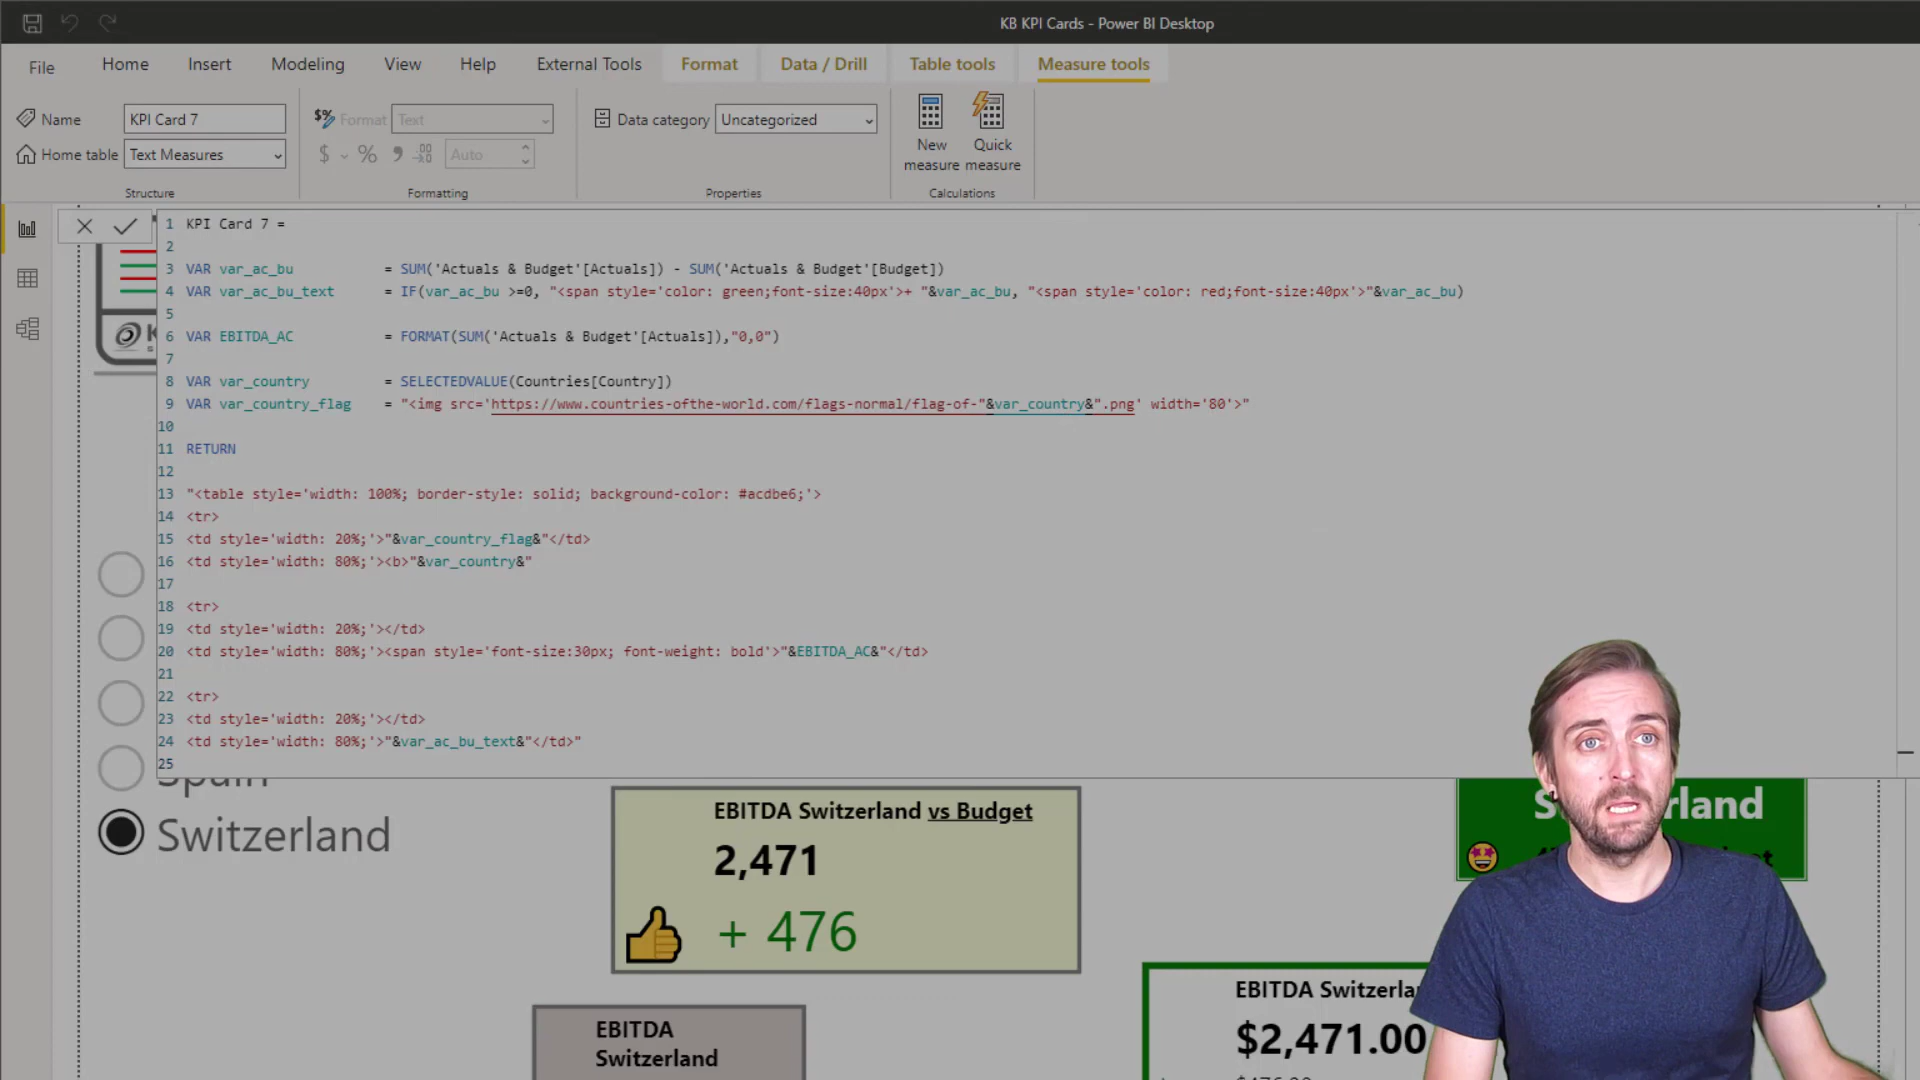 KB KPI Cards - Power BI Desktop
File Home Insert Modeling View Help External Tools Format Data / Drill Table tools Measure tools
Name KPI Card 7
Home table Text Measures
Structure
$% Format Text
$ % Auto
Formatting
Data category Uncategorized
Properties
New measure
Quick measure
Calculations
1 KPI Card 7 =
2
3 VAR var_ac_bu = SUM('Actuals & Budget'[Actuals]) - SUM('Actuals & Budget'[Budget])
4 VAR var_ac_bu_text = IF(var_ac_bu >=0, "<span style='color: green;font-size:40px'>+ "&var_ac_bu, "<span style='color: red;font-size:40px'>"&var_ac_bu)
5
6 VAR EBITDA_AC = FORMAT(SUM('Actuals & Budget'[Actuals]),"0,0")
7
8 VAR var_country = SELECTEDVALUE(Countries[Country])
9 VAR var_country_flag = "<img src='https://www.countries-ofthe-world.com/flags-normal/flag-of-"&var_country&".png' width='80'>"
10
11 RETURN
12
13 "<table style='width: 100%; border-style: solid; background-color: #acdbe6;'>
14 <tr>
15 <td style='width: 20%;'>"&var_country_flag&"</td>
16 <td style='width: 80%;'><b>"&var_country&"
17
18 <tr>
19 <td style='width: 20%;'></td>
20 <td style='width: 80%;'><span style='font-size:30px; font-weight: bold'>"&EBITDA_AC&"</td>
21
22 <tr>
23 <td style='width: 20%;'></td>
24 <td style='width: 80%;'>"&var_ac_bu_text&"</td>"
25
Spain
Switzerland
EBITDA Switzerland vs Budget
2,471
+ 476
EBITDA
Switzerland
EBITDA
$2,471.00